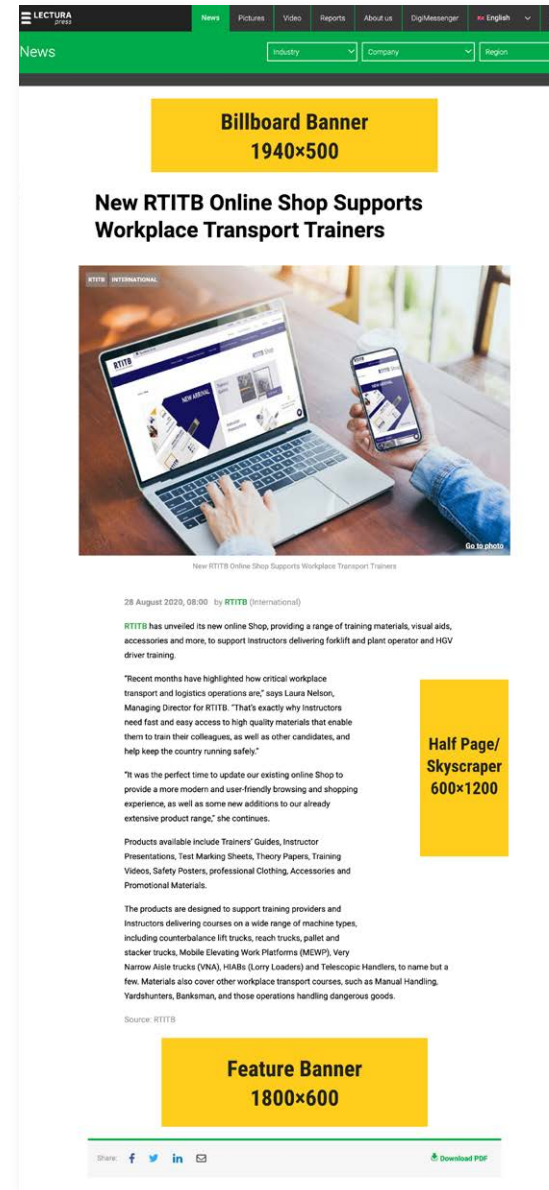 LECTURA
press
News
Pictures
Video
Reports
About us
DigiMessenger
English
News
Industry
Company
Region
Billboard Banner
1940×500
New RTITB Online Shop Supports
Workplace Transport Trainers
RTITB
INTERNATIONAL
RTITB
RTITB Shop
NEW ARRIVAL
Go to photo
New RTITB Online Shop Supports Workplace Transport Trainers
28 August 2020, 08:00 by RTITB (International)
RTITB has unveiled its new online Shop, providing a range of training materials, visual aids,
accessories and more, to support Instructors delivering forklift and plant operator and HGV
driver training.
"Recent months have highlighted how critical workplace
transport and logistics operations are," says Laura Nelson,
Managing Director for RTITB. "That's exactly why Instructors
need fast and easy access to high quality materials that enable
them to train their colleagues, as well as other candidates, and
help keep the country running safely."
"It was the perfect time to update our existing online Shop to
provide a more modern and user-friendly browsing and shopping
experience, as well as some new additions to our already
extensive product range," she continues.
Half Page/
Skyscraper
600×1200
Products available include Trainers' Guides, Instructor
Presentations, Test Marking Sheets, Theory Papers, Training
Videos, Safety Posters, professional Clothing, Accessories and
Promotional Materials.
The products are designed to support training providers and
Instructors delivering courses on a wide range of machine types,
including counterbalance lift trucks, reach trucks, pallet and
stacker trucks, Mobile Elevating Work Platforms (MEWP), Very
Narrow Aisle trucks (VNA), HIABs (Lorry Loaders) and Telescopic Handlers, to name but a
few. Materials also cover other workplace transport courses, such as Manual Handling,
Yardshunters, Banksman, and those operations handling dangerous goods.
Source: RTITB
Feature Banner
1800×600
Share:
Download PDF